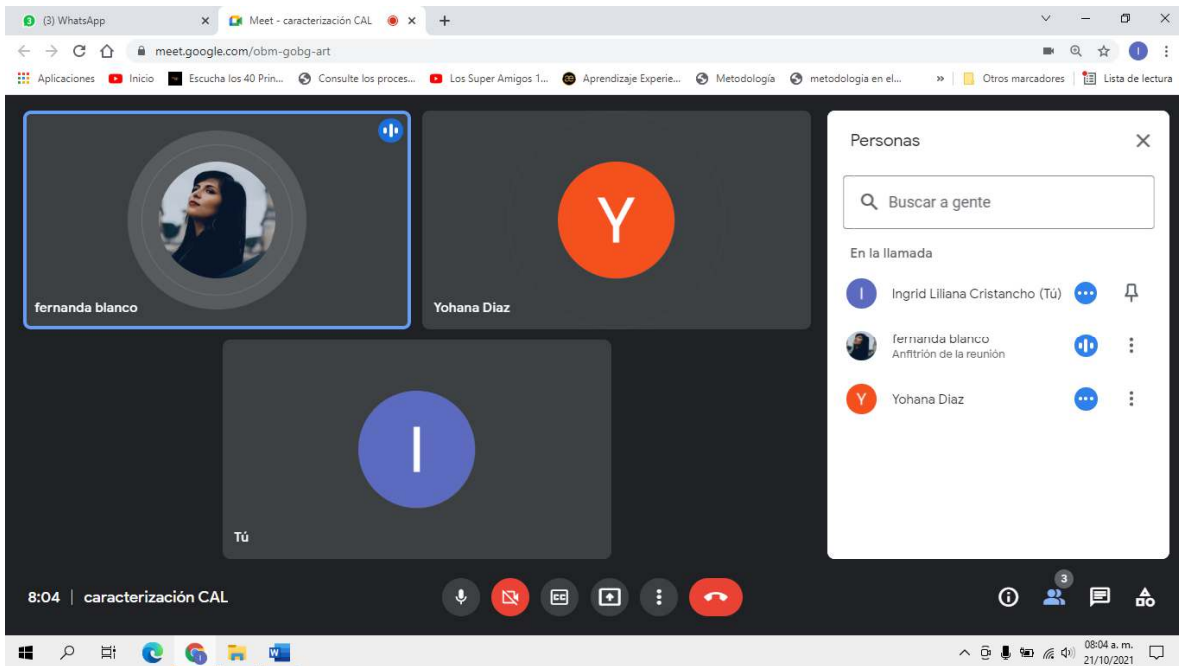 3 (3) WhatsApp
Meet - caracterización CAL
meet.google.com/obm-gobg-art
I
Aplicaciones Inicio Escucha los 40 Prin... Consulte los proces... Los Super Amigos 1... Aprendizaje Experie... Metodología metodologia en el... » Otros marcadores Lista de lectura
fernanda blanco
Y
Yohana Diaz
I
Tú
Personas
Buscar a gente
En la llamada
I Ingrid Liliana Cristancho (Tú)
fernanda blanco
Anfitrión de la reunión
Y Yohana Diaz
8:04 | caracterización CAL
CC
3
W
08:04 a. m.
21/10/2021